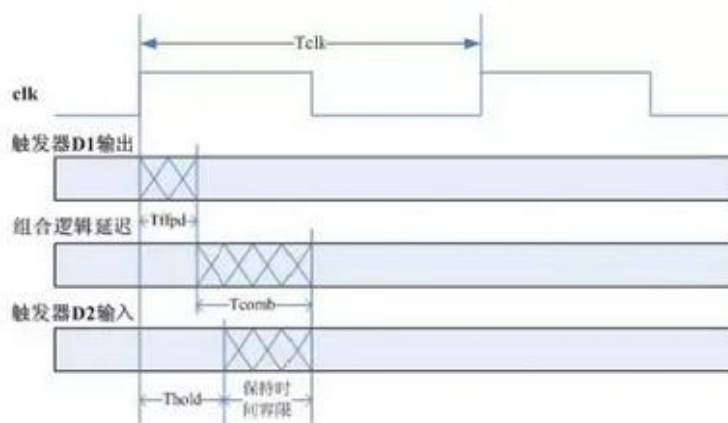 Tclk
clk
触发器D1输出
Tffpd
组合逻辑延迟
Tcomb
触发器D2输入
Thold
保持时
间容限